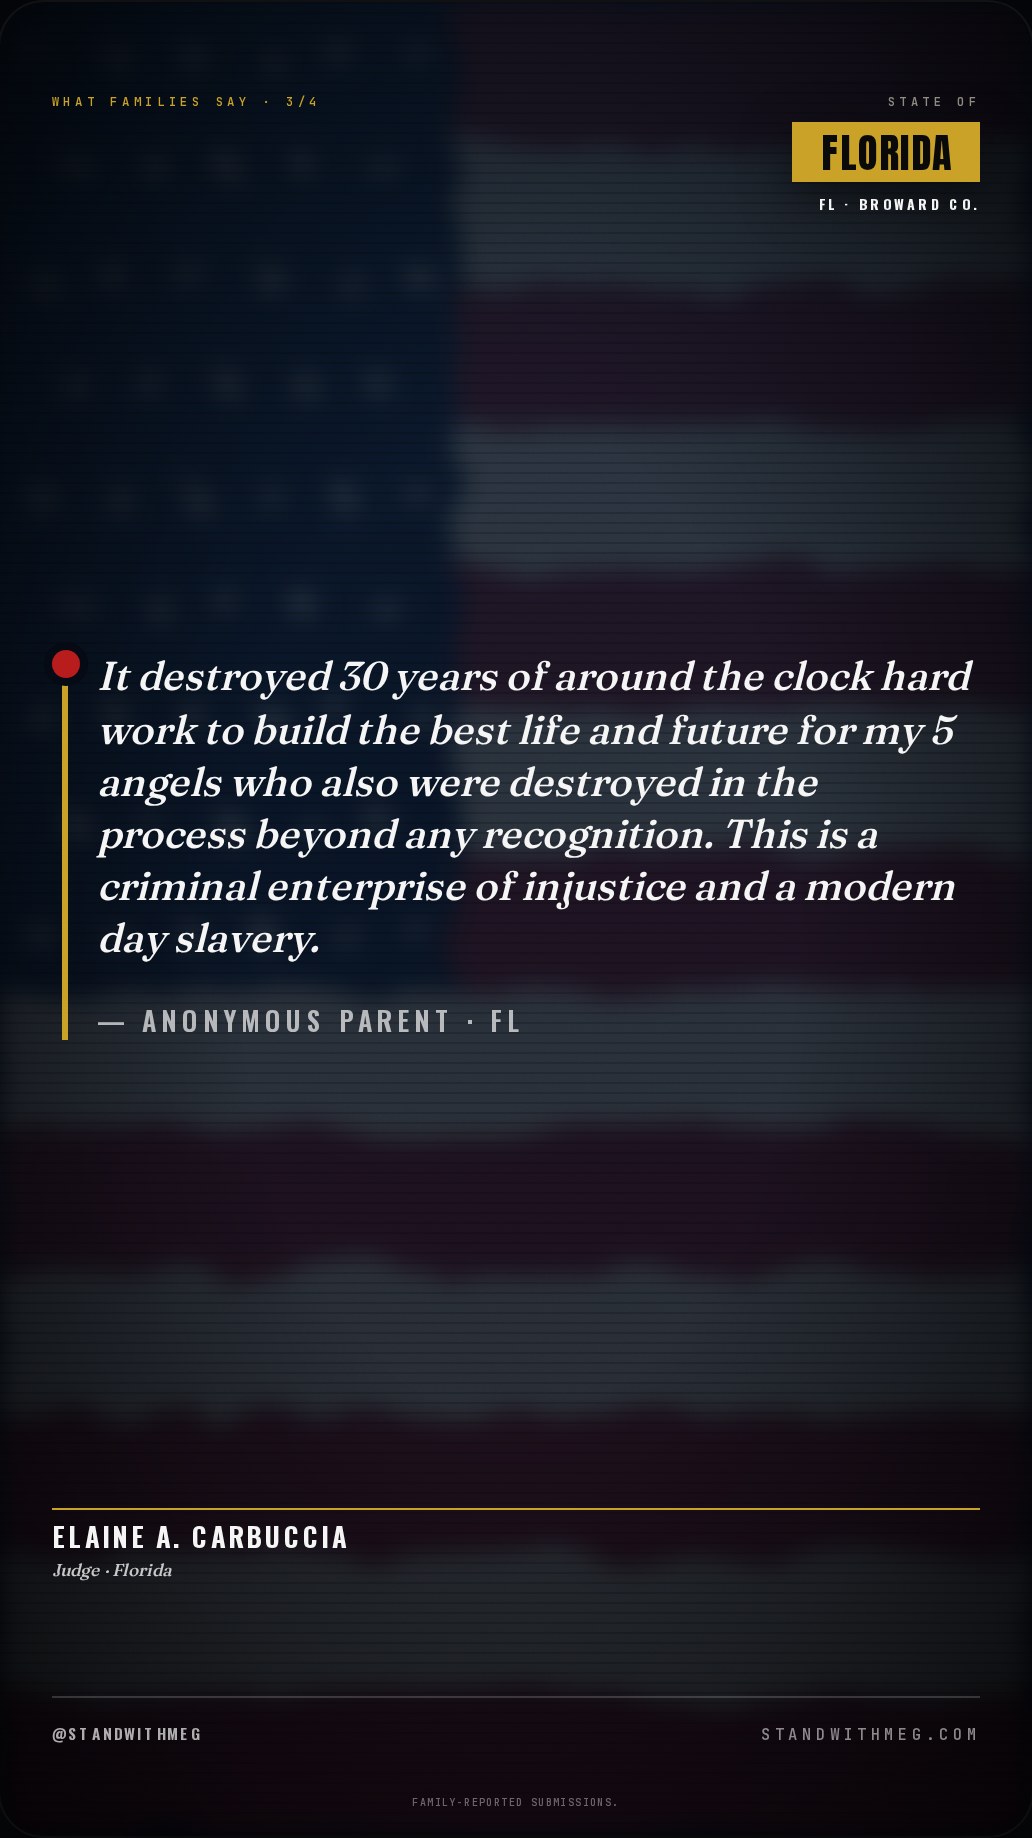 WHAT FAMILIES SAY · 3/4
STATE OF
FLORIDA
FL · BROWARD CO.
It destroyed 30 years of around the clock hard
work to build the best life and future for my 5
angels who also were destroyed in the
process beyond any recognition. This is a
criminal enterprise of injustice and a modern
day slavery.
— ANONYMOUS PARENT · FL
ELAINE A. CARBUCCIA
Judge · Florida
@STANDWITHMEG
STANDWITHMEG.COM
FAMILY-REPORTED SUBMISSIONS.